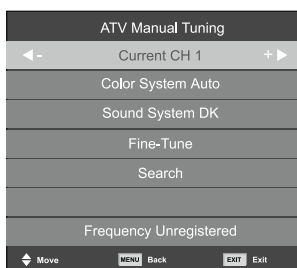 ATV Manual Tuning
- Current CH 1 +
Color System Auto
Sound System DK
Fine-Tune
Search
Frequency Unregistered
Move MENU Back EXIT Exit